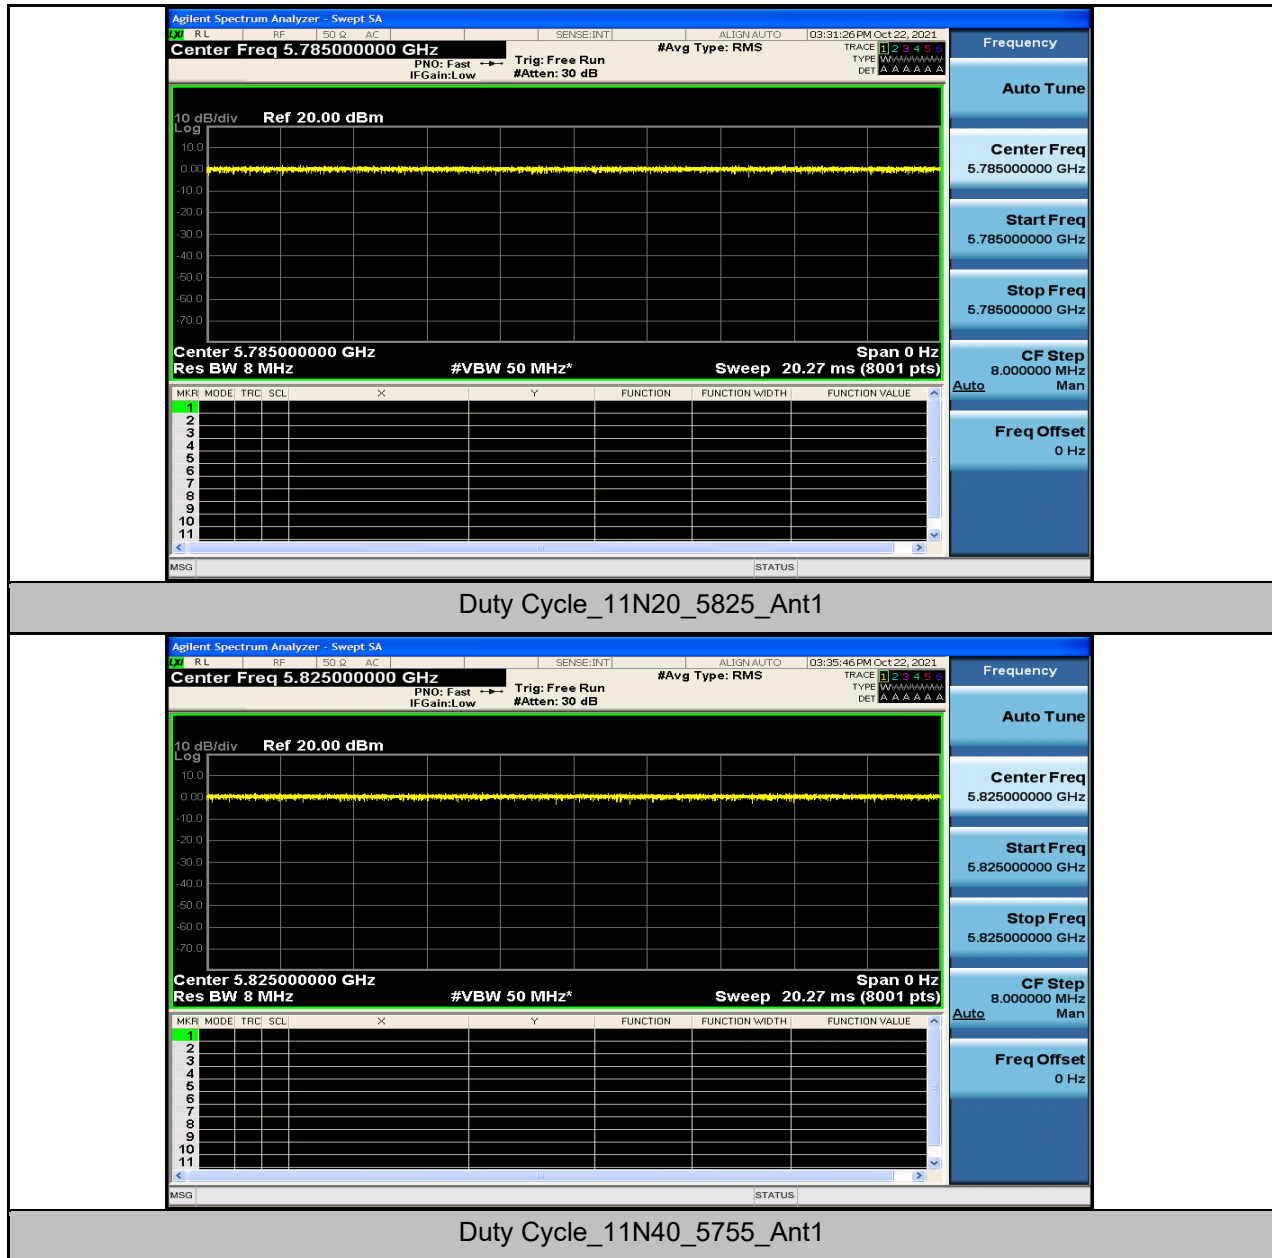 Agilent Spectrum Analyzer - Swept SA
LXI RL RF 50 Ω AC SENSE:INT ALIGN AUTO 03:31:26 PM Oct 22, 2021
Center Freq 5.785000000 GHz #Avg Type: RMS TRACE 1 2 3 4 5 6
PNO: Fast Trig: Free Run TYPE W
IFGain:Low #Atten: 30 dB DET A A A A A A
10 dB/div Ref 20.00 dBm
Log
10.0
0.00
-10.0
-20.0
-30.0
-40.0
-50.0
-60.0
-70.0
Center 5.785000000 GHz Span 0 Hz
Res BW 8 MHz #VBW 50 MHz* Sweep 20.27 ms (8001 pts)
MKR MODE TRC SCL X Y FUNCTION FUNCTION WIDTH FUNCTION VALUE
1
2
3
4
5
6
7
8
9
10
11
MSG STATUS
Frequency
Auto Tune
Center Freq
5.785000000 GHz
Start Freq
5.785000000 GHz
Stop Freq
5.785000000 GHz
CF Step
8.000000 MHz
Auto Man
Freq Offset
0 Hz
Duty Cycle_11N20_5825_Ant1
Agilent Spectrum Analyzer - Swept SA
LXI RL RF 50 Ω AC SENSE:INT ALIGN AUTO 03:35:46 PM Oct 22, 2021
Center Freq 5.825000000 GHz #Avg Type: RMS TRACE 1 2 3 4 5 6
PNO: Fast Trig: Free Run TYPE W
IFGain:Low #Atten: 30 dB DET A A A A A A
10 dB/div Ref 20.00 dBm
Log
10.0
0.00
-10.0
-20.0
-30.0
-40.0
-50.0
-60.0
-70.0
Center 5.825000000 GHz Span 0 Hz
Res BW 8 MHz #VBW 50 MHz* Sweep 20.27 ms (8001 pts)
MKR MODE TRC SCL X Y FUNCTION FUNCTION WIDTH FUNCTION VALUE
1
2
3
4
5
6
7
8
9
10
11
MSG STATUS
Frequency
Auto Tune
Center Freq
5.825000000 GHz
Start Freq
5.825000000 GHz
Stop Freq
5.825000000 GHz
CF Step
8.000000 MHz
Auto Man
Freq Offset
0 Hz
Duty Cycle_11N40_5755_Ant1